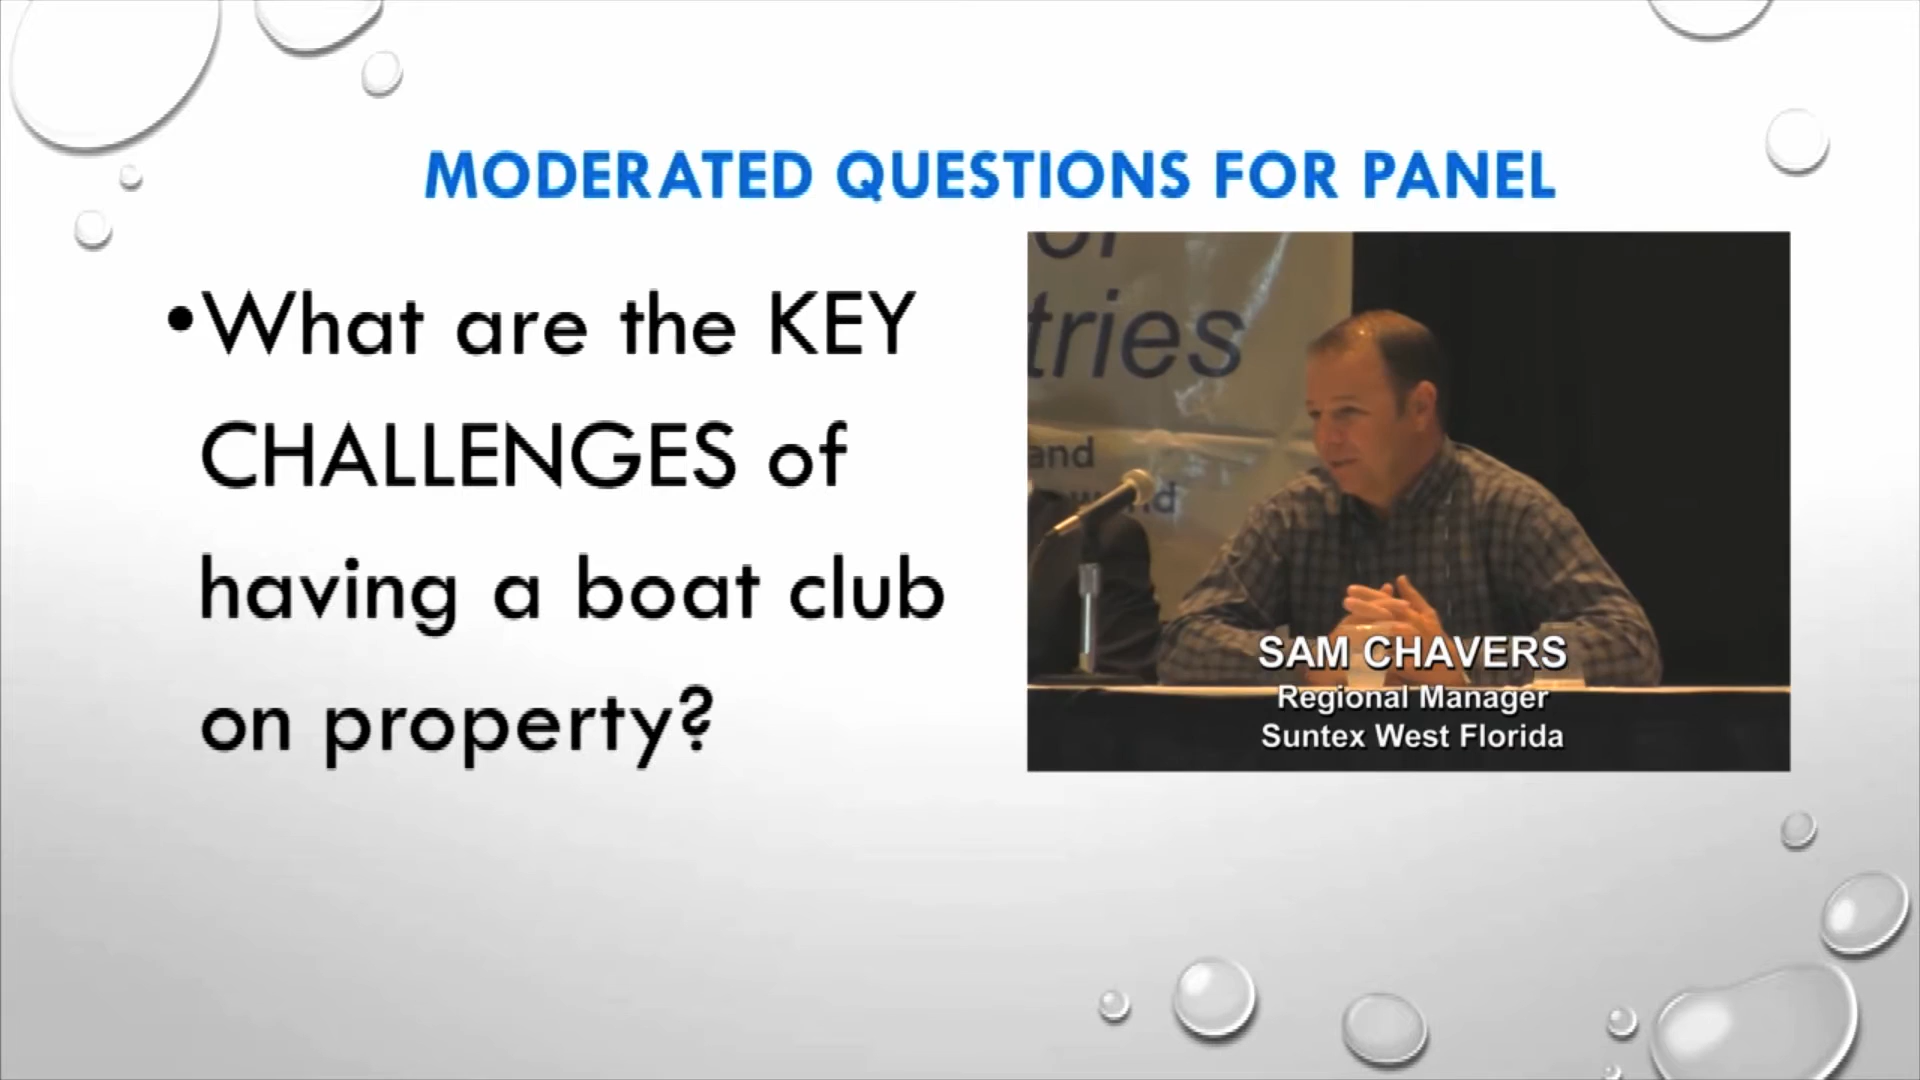 MODERATED QUESTIONS FOR PANEL
•What are the KEY
CHALLENGES of
having a boat club
on property?
tries
and
SAM CHAVERS
Regional Manager
Suntex West Florida